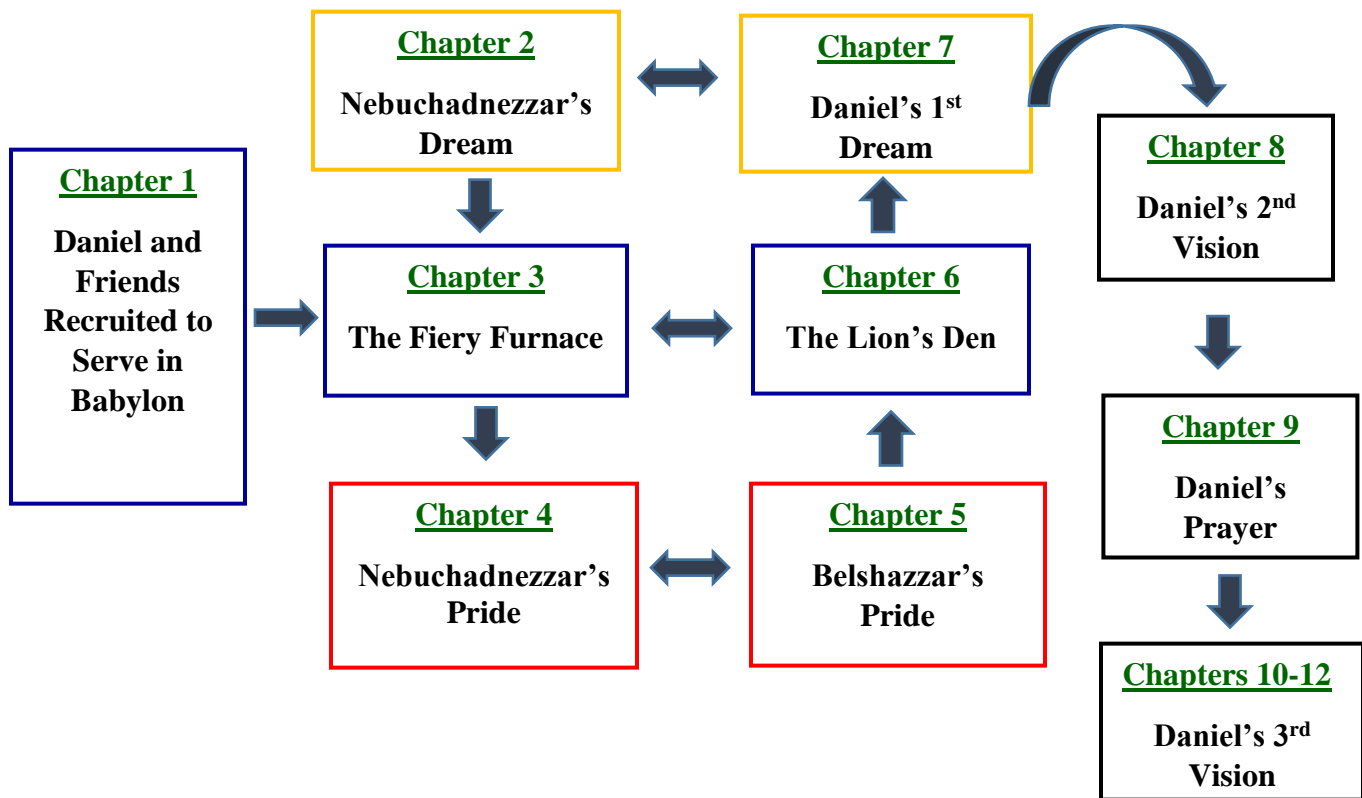 Chapter 1
Daniel and
Friends
Recruited to
Serve in
Babylon
Chapter 2
Nebuchadnezzar’s
Dream
Chapter 3
The Fiery Furnace
Chapter 4
Nebuchadnezzar’s
Pride
Chapter 5
Belshazzar’s
Pride
Chapter 6
The Lion’s Den
Chapter 7
Daniel’s 1st
Dream
Chapter 8
Daniel’s 2nd
Vision
Chapter 9
Daniel’s
Prayer
Chapters 10-12
Daniel’s 3rd
Vision